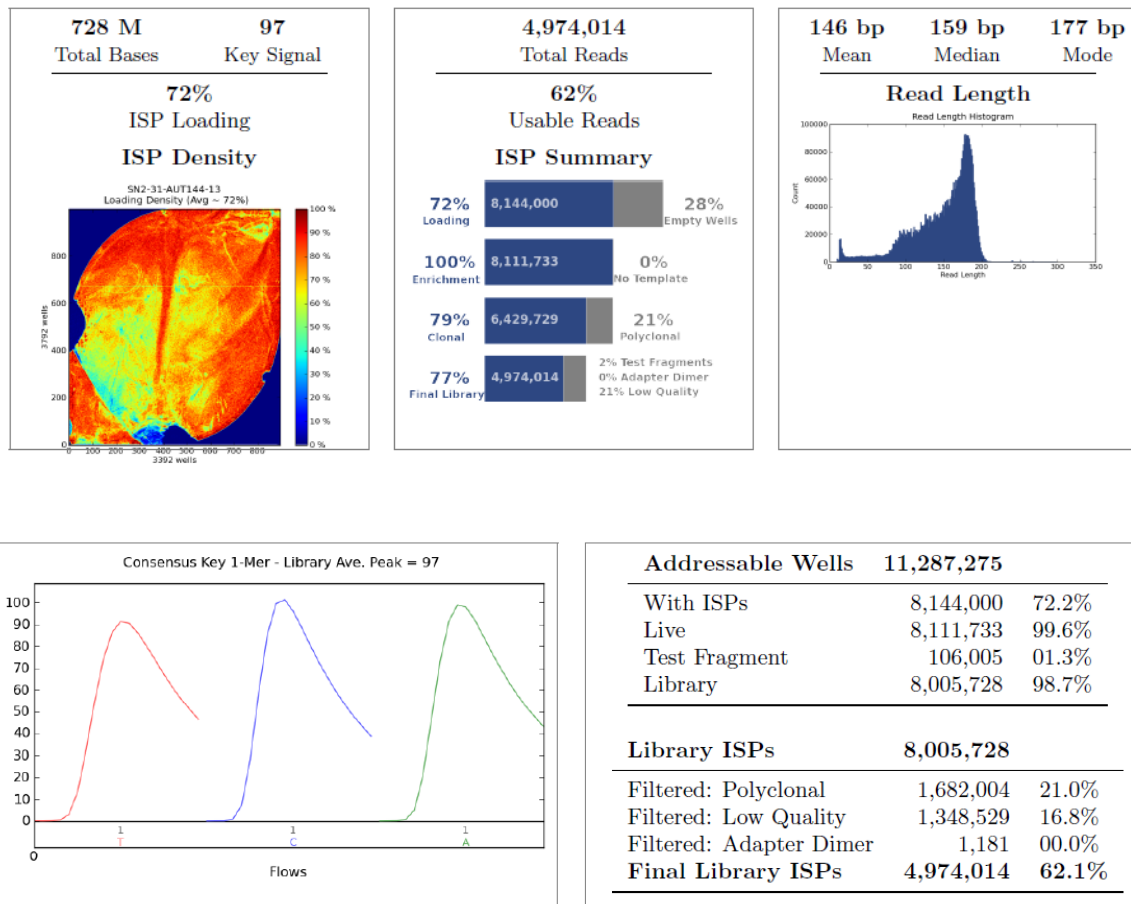 728 M 97
Total Bases Key Signal
72%
ISP Loading
ISP Density
SN2-31-AUT144-13
Loading Density (Avg ~ 72%)
100 %
90 %
80 %
70 %
60 %
50 %
40 %
30 %
20 %
10 %
0 %
800
600
400
200
0
3792 wells
0 100 200 300 400 500 600 700 800
3392 wells
4,974,014
Total Reads
62%
Usable Reads
ISP Summary
72% 8,144,000 28%
Loading Empty Wells
100% 8,111,733 0%
Enrichment No Template
79% 6,429,729 21%
Clonal Polyclonal
77% 4,974,014 2% Test Fragments
Final Library 0% Adapter Dimer
21% Low Quality
146 bp 159 bp 177 bp
Mean Median Mode
Read Length
Read Length Histogram
100000
80000
60000
40000
20000
0
Count
0 50 100 150 200 250 300 350
Read Length
Consensus Key 1-Mer - Library Ave. Peak = 97
100
90
80
70
60
50
40
30
20
10
0
1 1 1
T C A
0
Flows
Addressable Wells 11,287,275
With ISPs 8,144,000 72.2%
Live 8,111,733 99.6%
Test Fragment 106,005 01.3%
Library 8,005,728 98.7%
Library ISPs 8,005,728
Filtered: Polyclonal 1,682,004 21.0%
Filtered: Low Quality 1,348,529 16.8%
Filtered: Adapter Dimer 1,181 00.0%
Final Library ISPs 4,974,014 62.1%